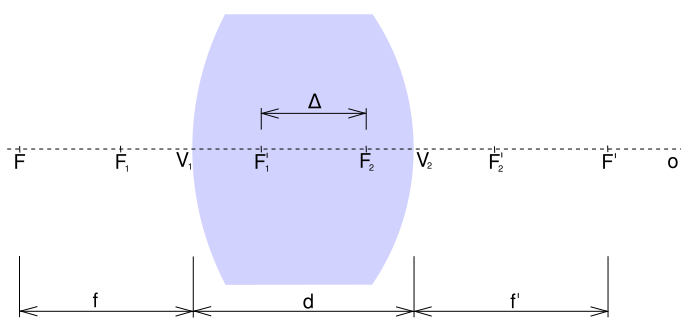 Δ
F F₁ V₁ F'₁ F₂ V₂ F'₂ F' o
f d f'